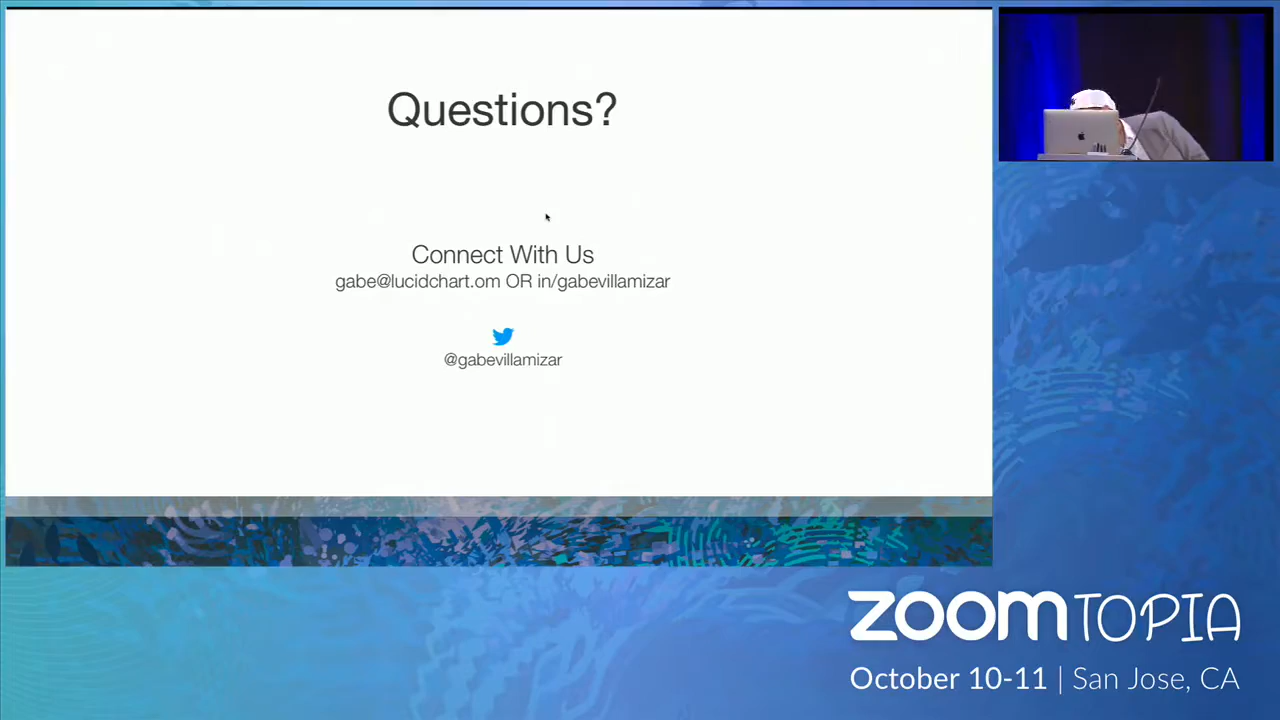 Questions?
Connect With Us
gabe@lucidchart.om OR in/gabevillamizar
@gabevillamizar
zoomTOPIA
October 10-11 | San Jose, CA